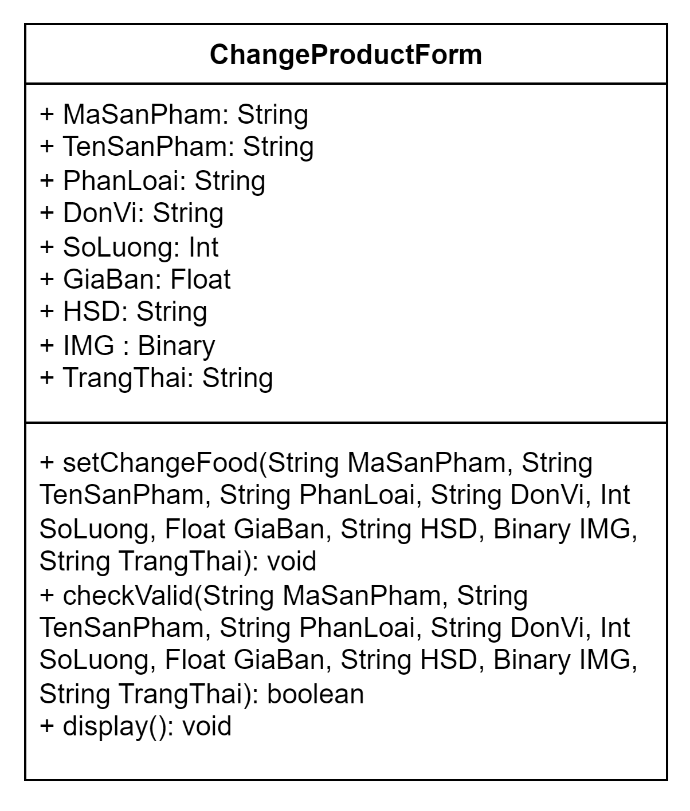 ChangeProductForm
+ MaSanPham: String
+ TenSanPham: String
+ PhanLoai: String
+ DonVi: String
+ SoLuong: Int
+ GiaBan: Float
+ HSD: String
+ IMG : Binary
+ TrangThai: String
+ setChangeFood(String MaSanPham, String
TenSanPham, String PhanLoai, String DonVi, Int
SoLuong, Float GiaBan, String HSD, Binary IMG,
String TrangThai): void
+ checkValid(String MaSanPham, String
TenSanPham, String PhanLoai, String DonVi, Int
SoLuong, Float GiaBan, String HSD, Binary IMG,
String TrangThai): boolean
+ display(): void